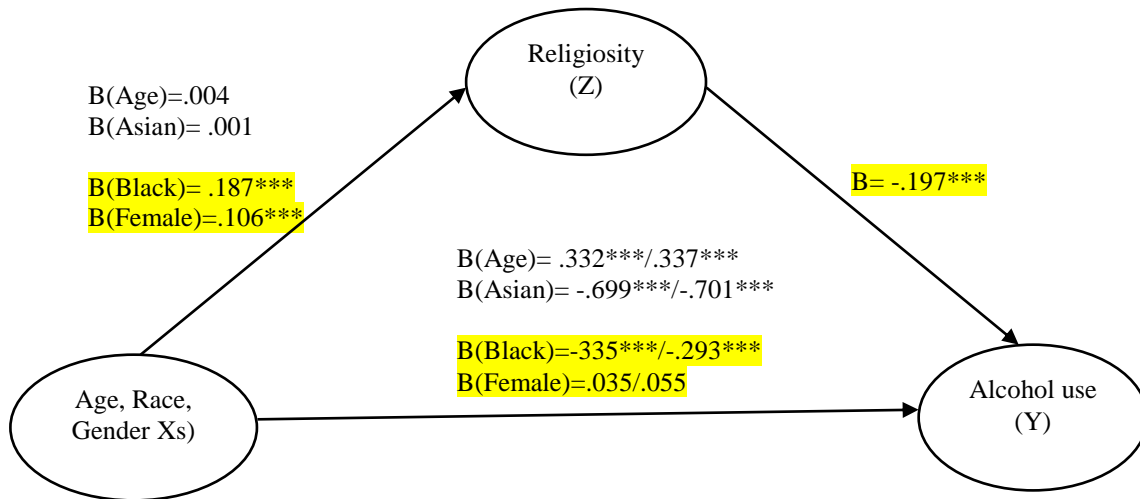 Religiosity
(Z)
B(Age)=.004
B(Asian)= .001
B(Black)= .187***
B(Female)=.106***
B= -.197***
B(Age)= .332***/.337***
B(Asian)= -.699***/-.701***
B(Black)=-335***/-.293***
B(Female)=.035/.055
Age, Race,
Gender Xs)
Alcohol use
(Y)